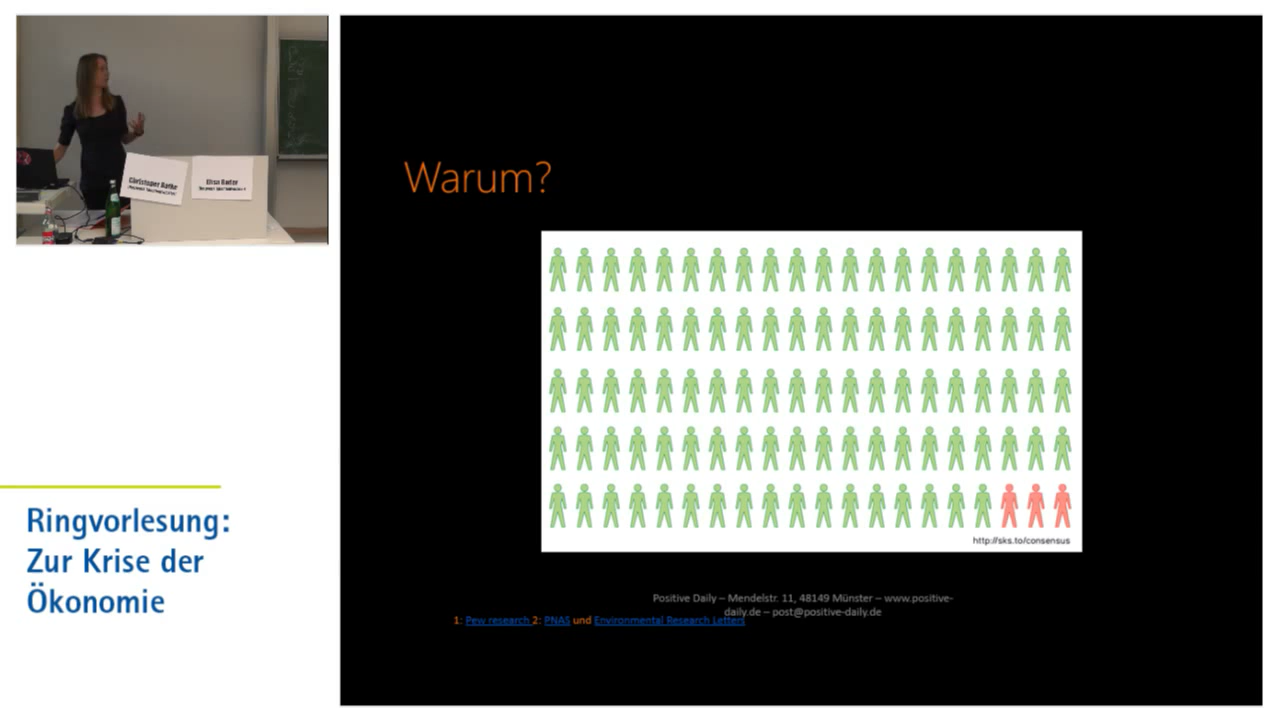 Warum?
http://sks.to/consensus
Positive Daily – Mendelstr. 11, 48149 Münster – www.positive-
daily.de – post@positive-daily.de
1: Pew research 2: PNAS und Environmental Research Letters
Ringvorlesung:
Zur Krise der
Ökonomie